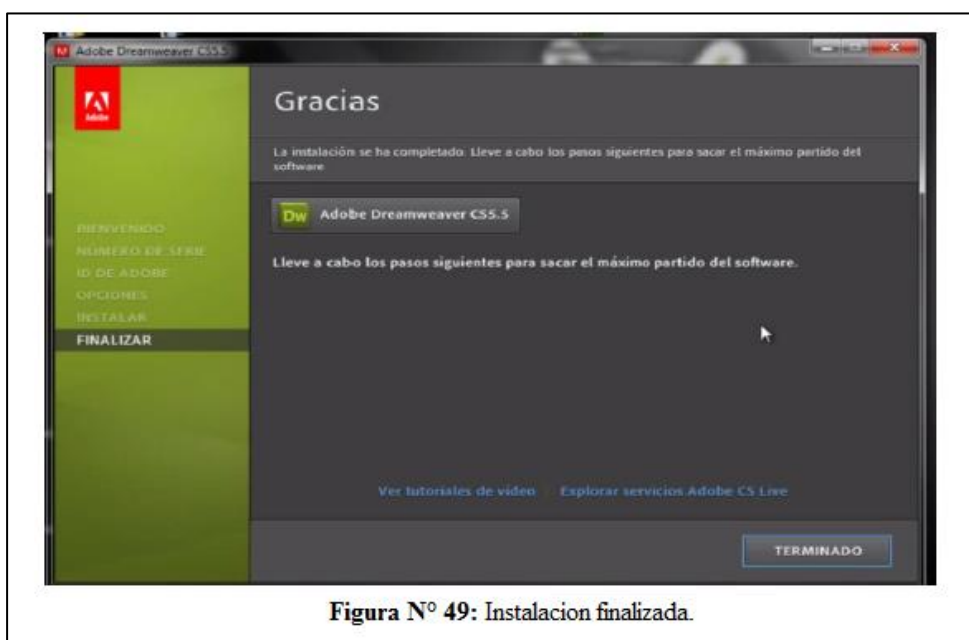 Adobe Dreamweaver CS5.5
Adobe
Gracias
La instalación se ha completado. Lleve a cabo los pasos siguientes para sacar el máximo partido del
software
BIENVENIDO
NÚMERO DE SERIE
ID DE ADOBE
OPCIONES
INSTALAR
FINALIZAR
Dw Adobe Dreamweaver CS5.5
Lleve a cabo los pasos siguientes para sacar el máximo partido del software.
Ver tutoriales de vídeo Explorar servicios Adobe CS Live
TERMINADO
Figura N° 49: Instalacion finalizada.